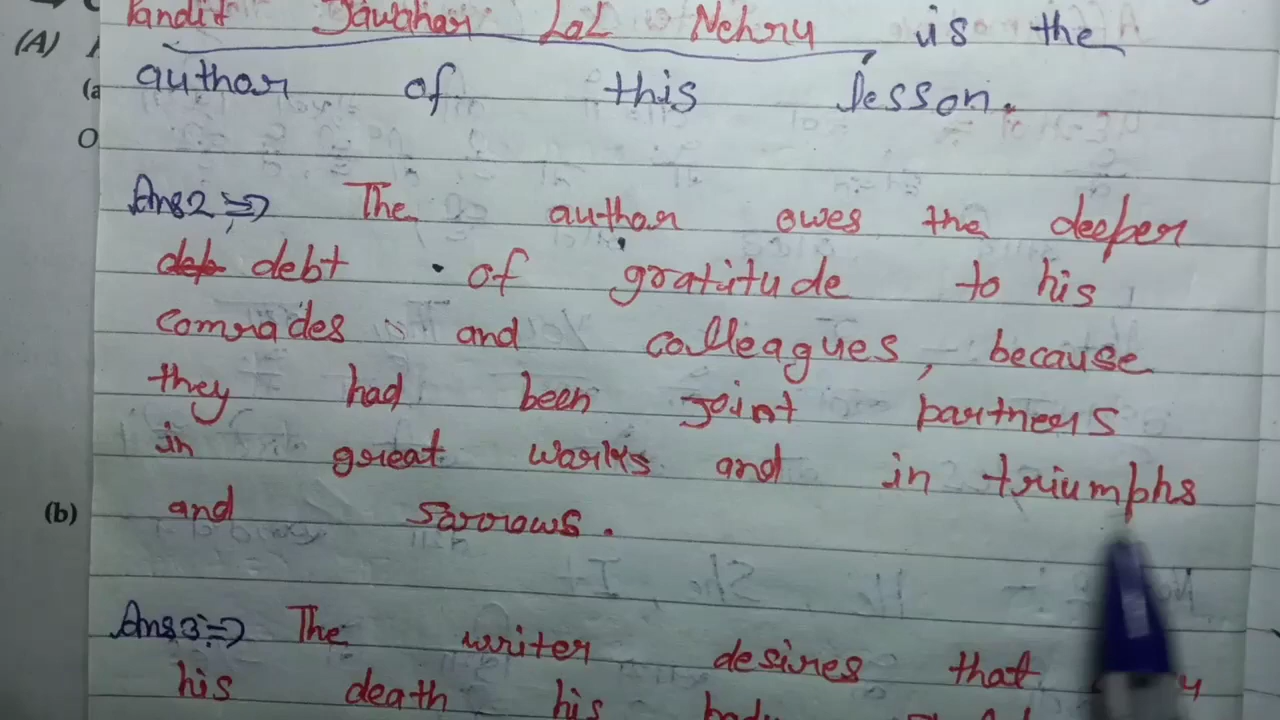 (A)
Pandit Jawahar Lal Nehru is the
(a
author of this lesson.
O
Ans2 ⇒ The author owes the deeper
dep debt of gratitude to his
comrades and colleagues, because
they had been joint partners
in great works and in triumphs
(b)
and sorrows.
Ans3 ⇒ The writer desires that
his death his body